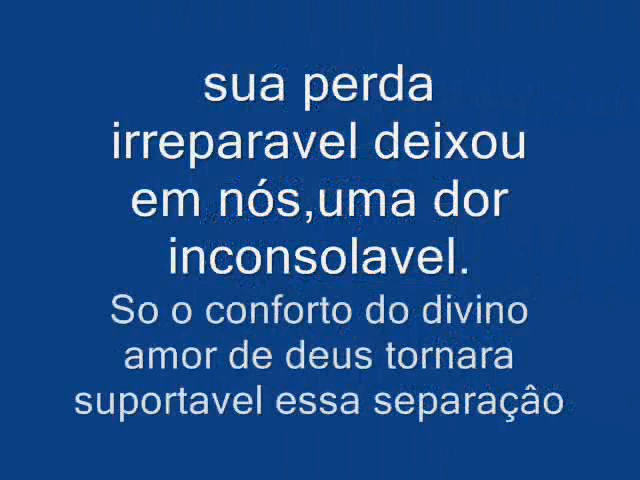 sua perda
irreparavel deixou
em nós,uma dor
inconsolavel.
So o conforto do divino
amor de deus tornara
suportavel essa separaçâo